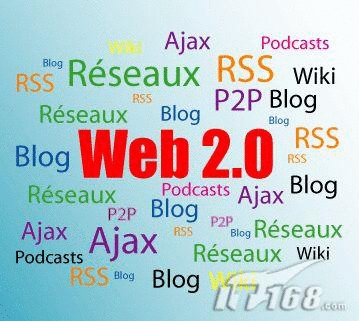 Wiki Ajax Podcasts
Blog Réseaux RSS Wiki
RSS RSS P2P Blog
Réseaux Blog Blog RSS
Blog Web 2.0 RSS
Réseaux Podcasts Ajax Blog
P2P Blog P2P Réseaux
Ajax Ajax RSS Réseaux Wiki
Podcasts RSS Blog Blog Wiki
IT168.com